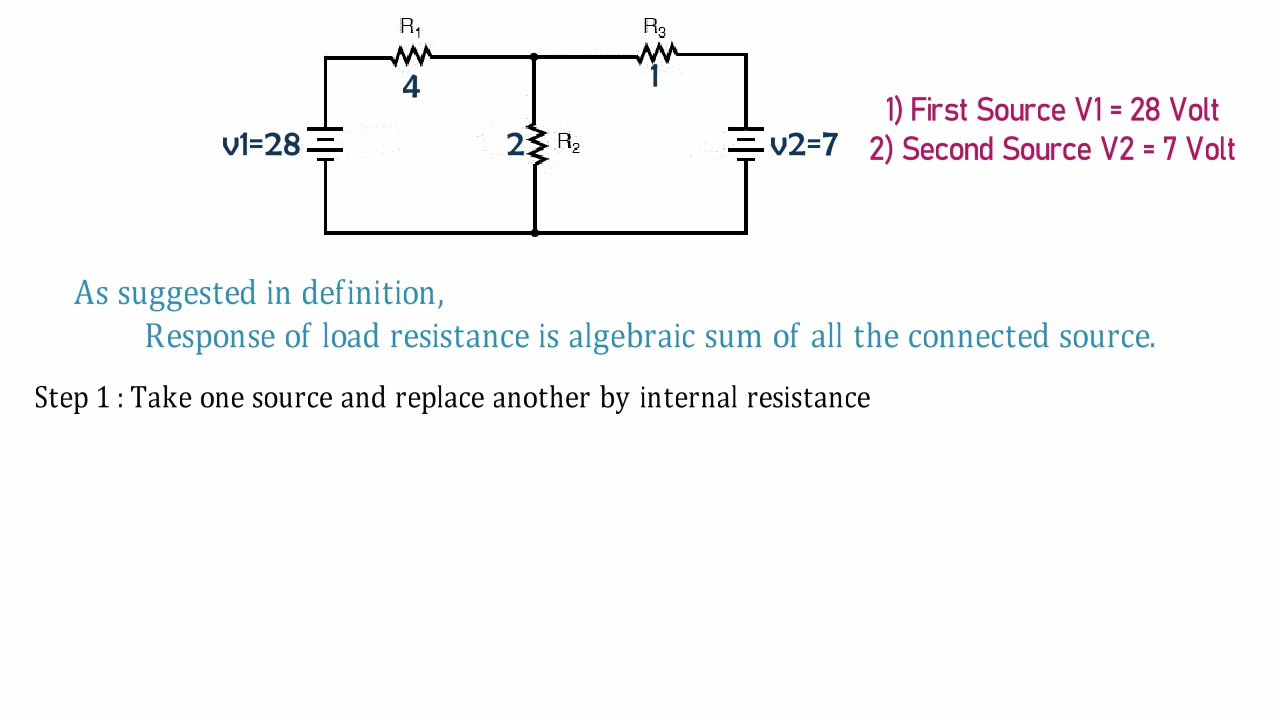 R₁
R₃
4
1
v1=28
2
R₂
v2=7
1) First Source V1 = 28 Volt
2) Second Source V2 = 7 Volt
As suggested in definition,
Response of load resistance is algebraic sum of all the connected source.
Step 1 : Take one source and replace another by internal resistance